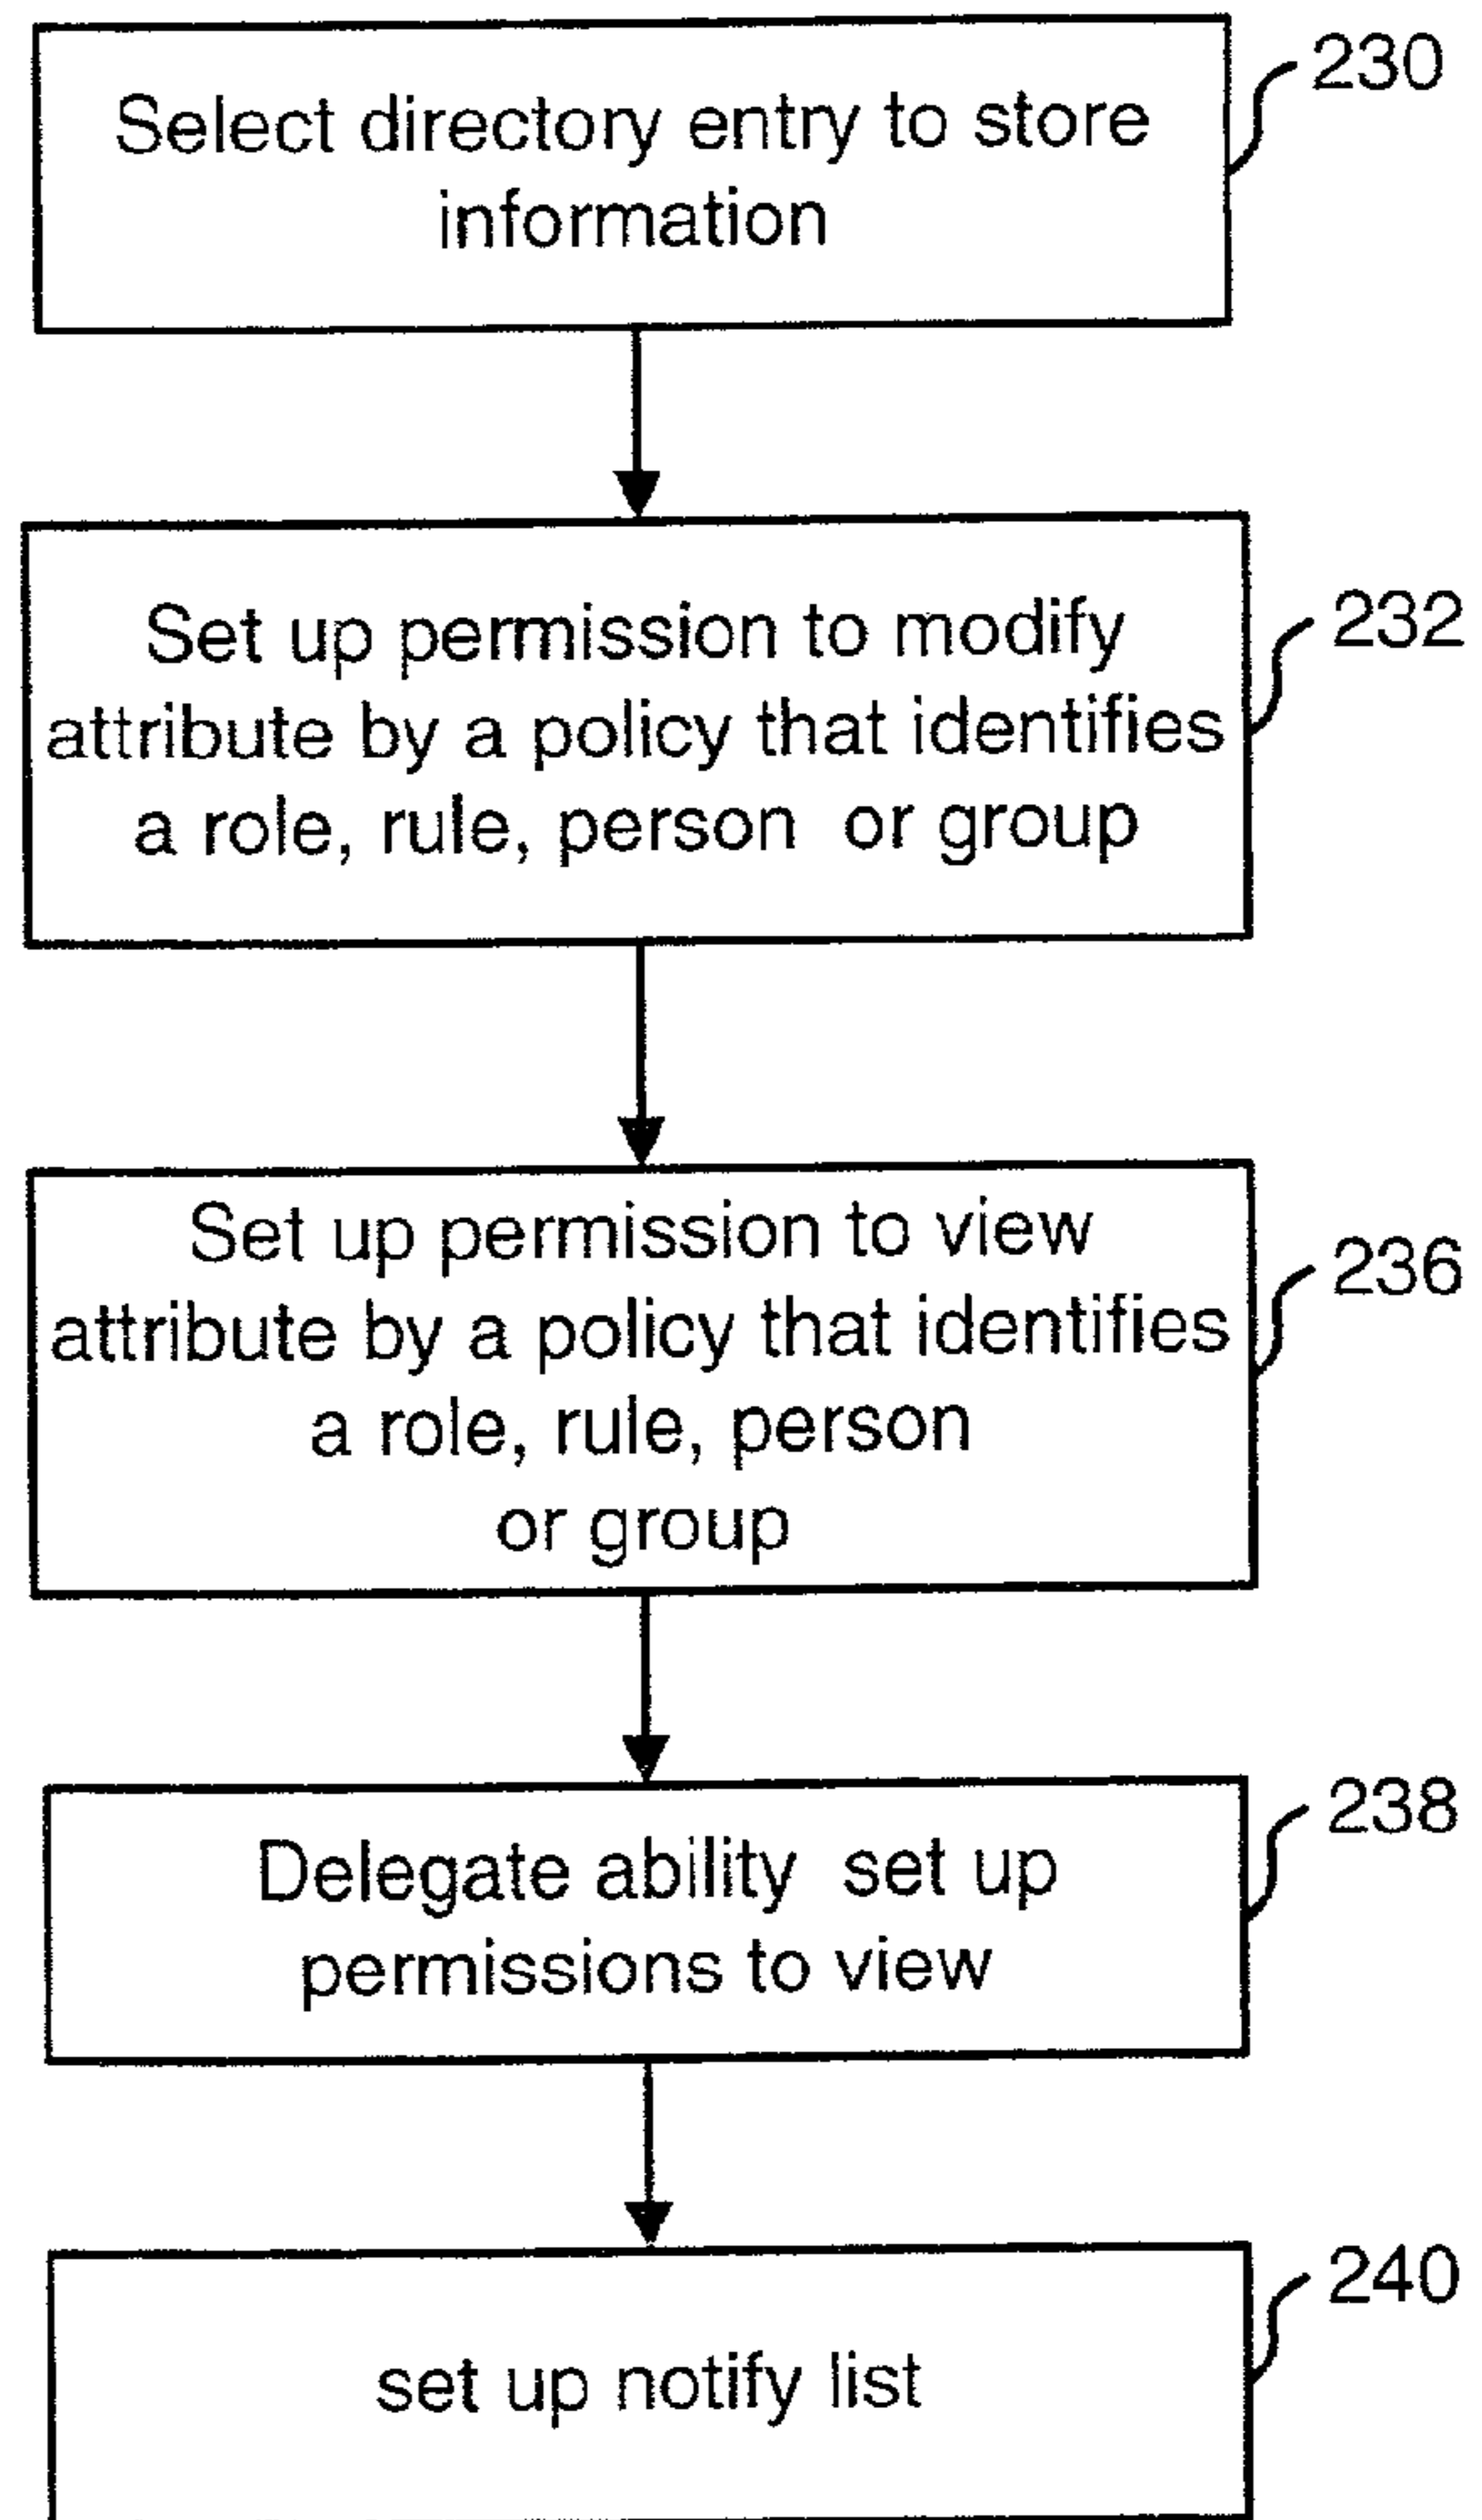 Select directory entry to store
information
230
Set up permission to modify
attribute by a policy that identifies
a role, rule, person or group
232
Set up permission to view
attribute by a policy that identifies
a role, rule, person
or group
236
Delegate ability set up
permissions to view
238
set up notify list
240